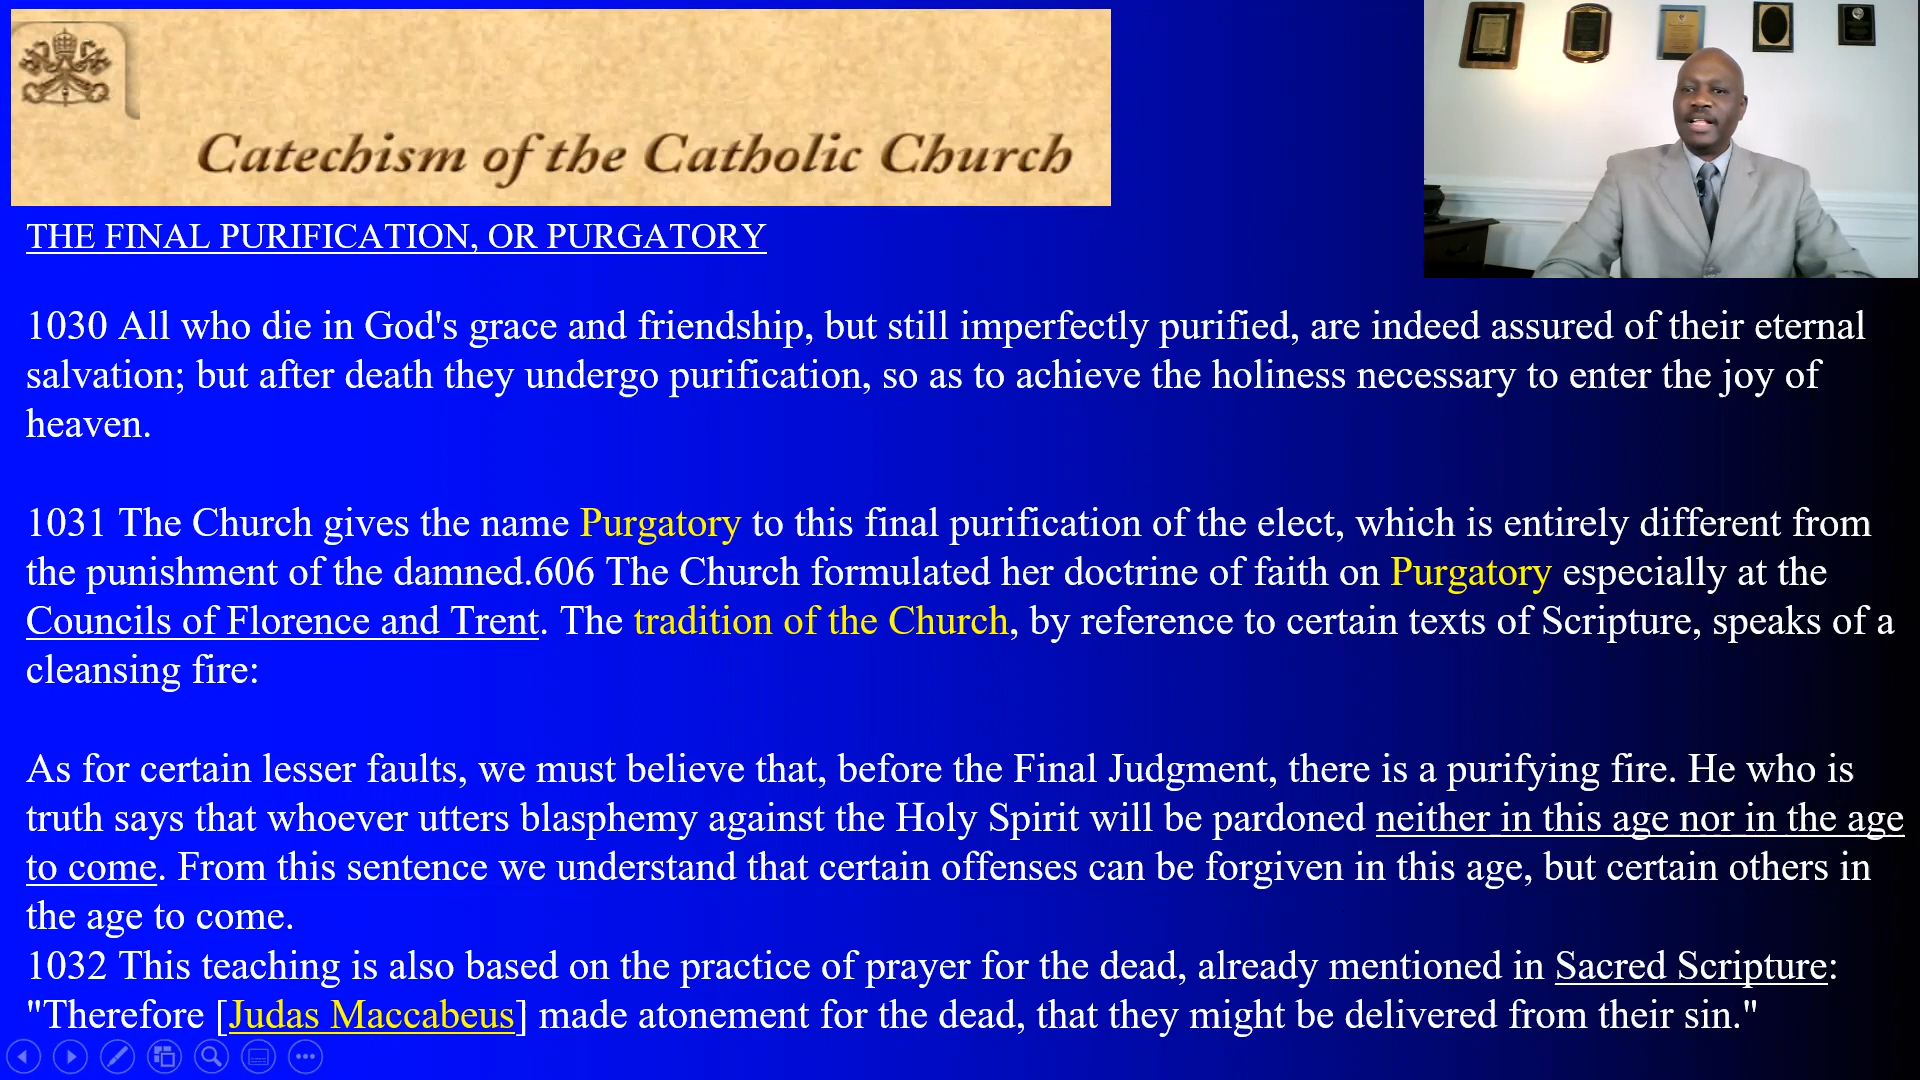 Catechism of the Catholic Church
THE FINAL PURIFICATION, OR PURGATORY
1030 All who die in God's grace and friendship, but still imperfectly purified, are indeed assured of their eternal
salvation; but after death they undergo purification, so as to achieve the holiness necessary to enter the joy of
heaven.
1031 The Church gives the name Purgatory to this final purification of the elect, which is entirely different from
the punishment of the damned.606 The Church formulated her doctrine of faith on Purgatory especially at the
Councils of Florence and Trent. The tradition of the Church, by reference to certain texts of Scripture, speaks of a
cleansing fire:
As for certain lesser faults, we must believe that, before the Final Judgment, there is a purifying fire. He who is
truth says that whoever utters blasphemy against the Holy Spirit will be pardoned neither in this age nor in the age
to come. From this sentence we understand that certain offenses can be forgiven in this age, but certain others in
the age to come.
1032 This teaching is also based on the practice of prayer for the dead, already mentioned in Sacred Scripture:
"Therefore [Judas Maccabeus] made atonement for the dead, that they might be delivered from their sin."